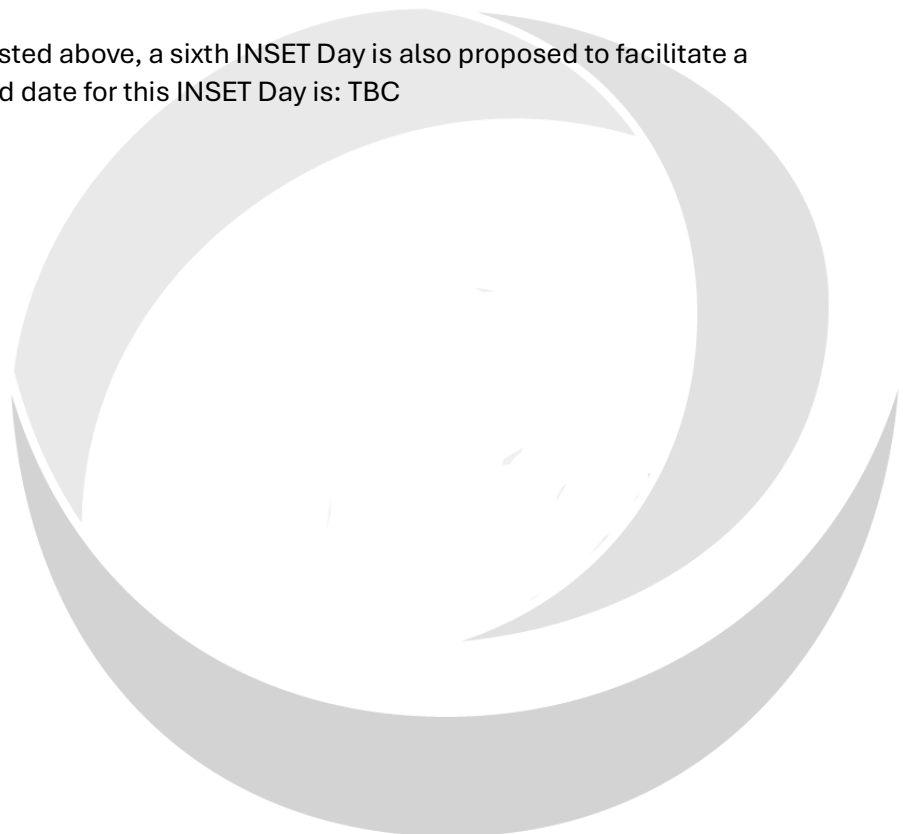 sted above, a sixth INSET Day is also proposed to facilitate a
d date for this INSET Day is: TBC